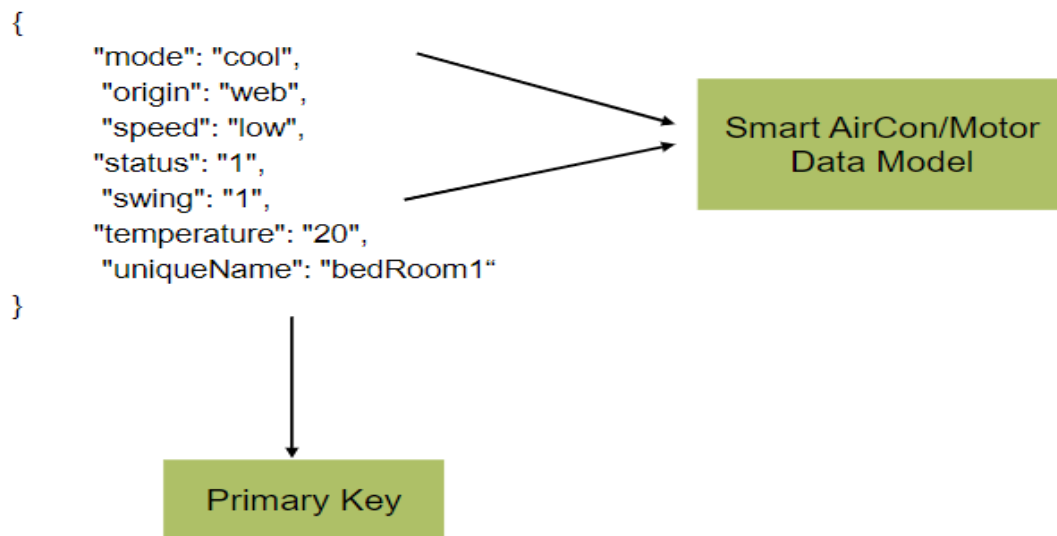 {
"mode": "cool",
"origin": "web",
"speed": "low",
"status": "1",
"swing": "1",
"temperature": "20",
"uniqueName": "bedRoom1“
}
Smart AirCon/Motor
Data Model
Primary Key